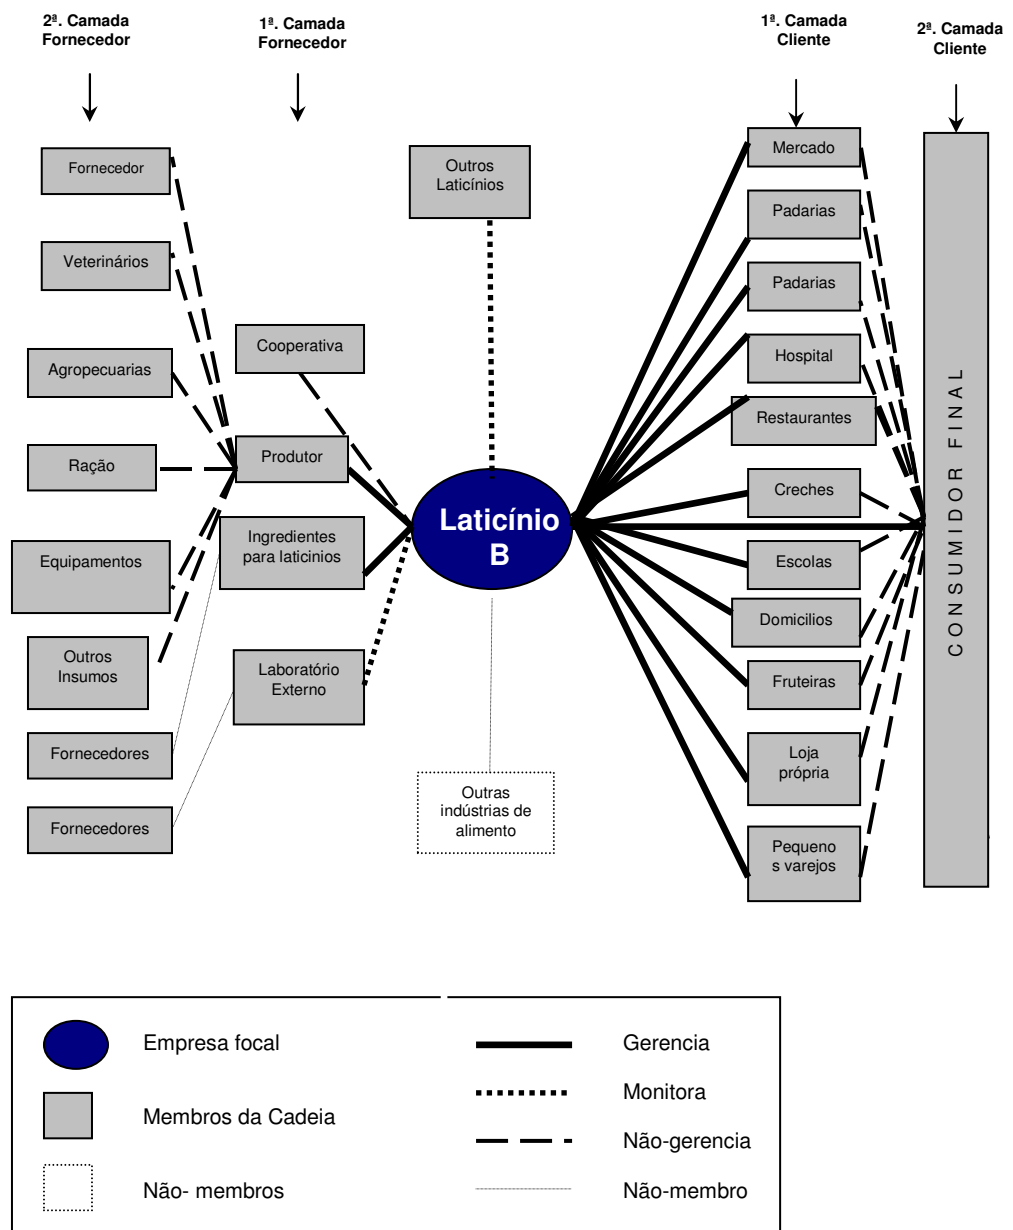 2ª. Camada
Fornecedor
1ª. Camada
Fornecedor
1ª. Camada
Cliente
2ª. Camada
Cliente
Fornecedor
Veterinários
Agropecuarias
Ração
Equipamentos
Outros
Insumos
Fornecedores
Fornecedores
Cooperativa
Produtor
Ingredientes
para laticinios
Laboratório
Externo
Outros
Laticínios
Laticínio
B
Outras
indústrias de
alimento
Mercado
Padarias
Padarias
Hospital
Restaurantes
Creches
Escolas
Domicilios
Fruteiras
Loja
própria
Pequeno
s varejos
CONSUMIDOR FINAL
Empresa focal
Membros da Cadeia
Não- membros
Gerencia
Monitora
Não-gerencia
Não-membro